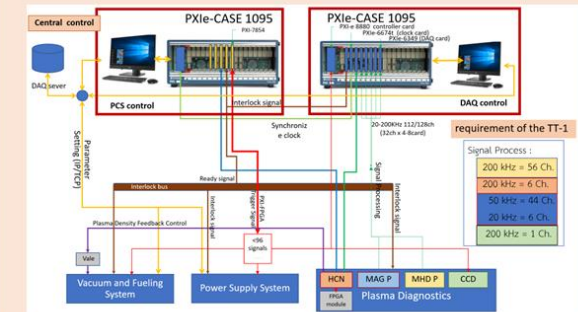 Central control
PXIe-CASE 1095
PXI-7854
PXIe-CASE 1095
PXI-e 8880 controller card
PXIe-6674t (clock card)
PXIe-6349 (DAQ card)
DAQ sever
PCS control
Interlock signal
DAQ control
Synchroniz
e clock
20-200KHz 112/128ch
(32ch x 4-8card)
requirement of the TT-1
Signal Process :
200 kHz = 56 Ch.
200 kHz = 6 Ch.
50 kHz = 44 Ch.
20 kHz = 6 Ch.
200 kHz = 1 Ch.
Parameter
Setting (IP/TCP)
Ready signal
Interlock bus
Plasma Density Feedback Control
Interlock signal
PXI-FPGA
Trigger Signal
Signal Processing
Interlock signal
<96
signals
Vale
Vacuum and Fueling
System
Power Supply System
HCN
MAG P
MHD P
CCD
FPGA
module
Plasma Diagnostics